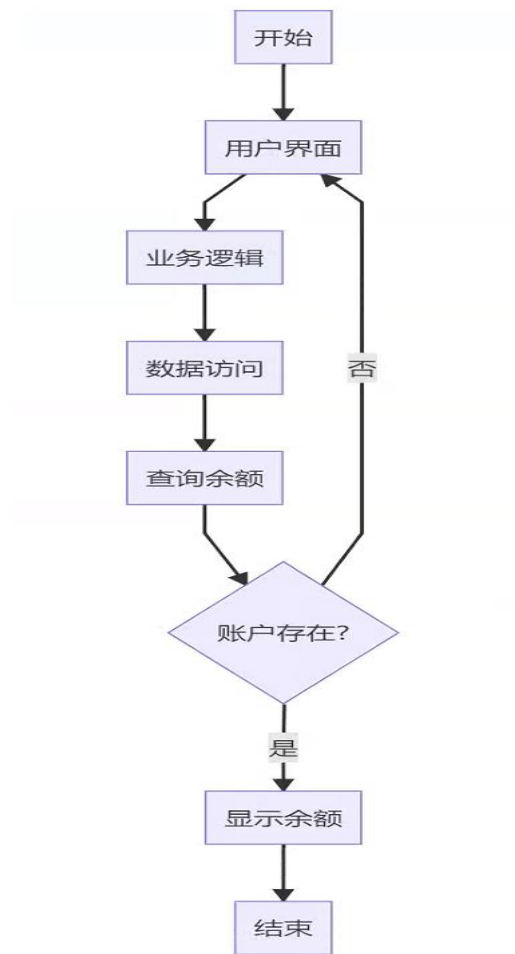 开始
用户界面
业务逻辑
数据访问
否
查询余额
账户存在?
是
显示余额
结束